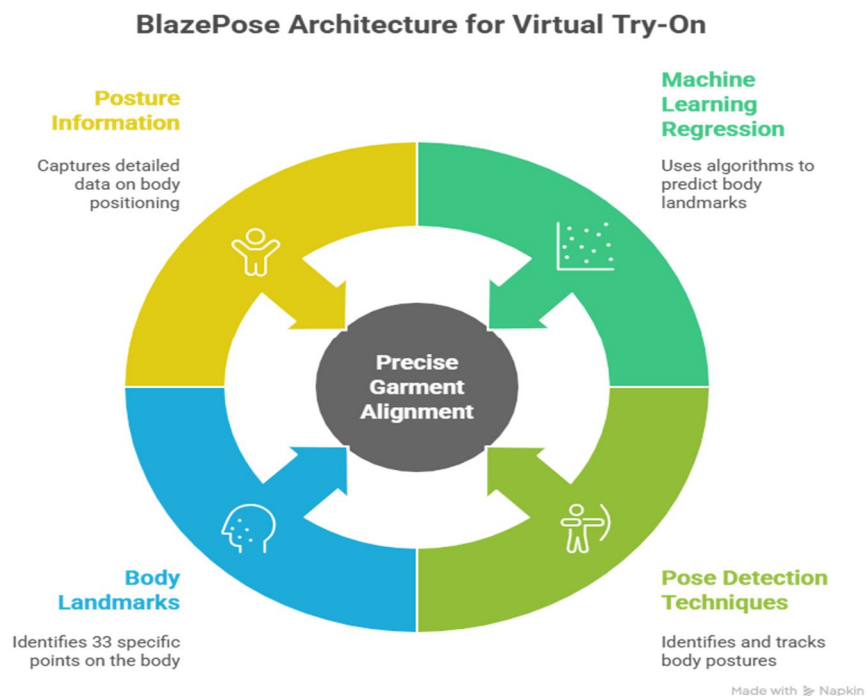 BlazePose Architecture for Virtual Try-On
Posture
Information
Captures detailed
data on body
positioning
Machine
Learning
Regression
Uses algorithms to
predict body
landmarks
Precise
Garment
Alignment
Body
Landmarks
Identifies 33 specific
points on the body
Pose Detection
Techniques
Identifies and tracks
body postures
Made with Napkin